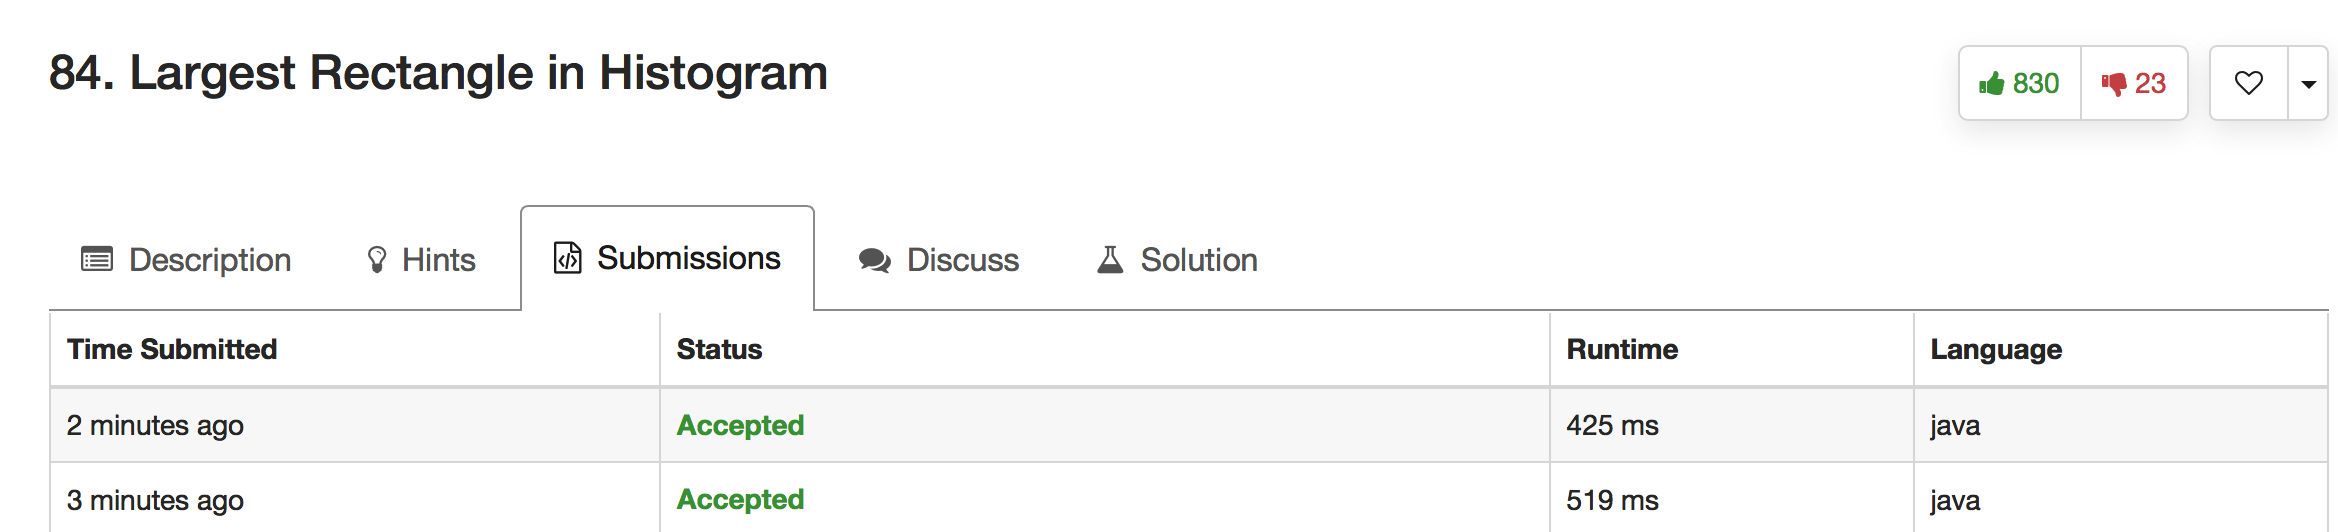 84. Largest Rectangle in Histogram
830 23
Description Hints Submissions Discuss Solution
Time Submitted Status Runtime Language
2 minutes ago Accepted 425 ms java
3 minutes ago Accepted 519 ms java